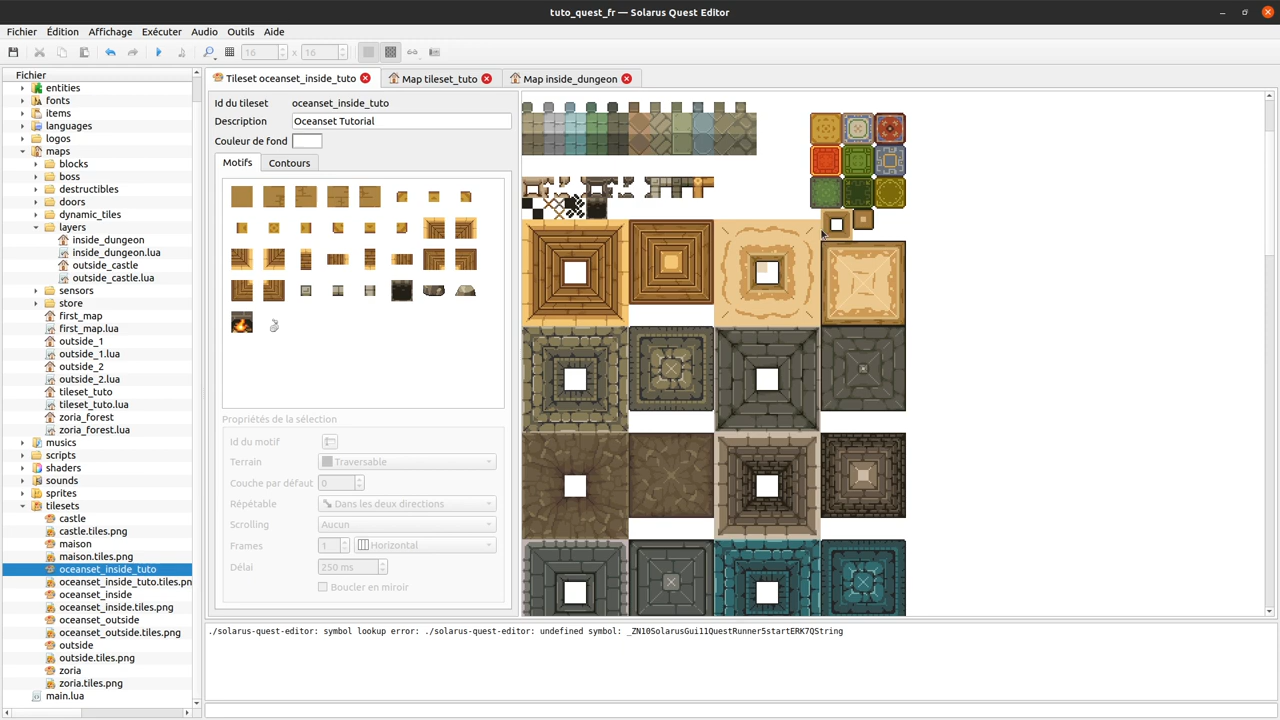 tuto_quest_fr — Solarus Quest Editor
Fichier Édition Affichage Exécuter Audio Outils Aide
16 x 16
Fichier
entities
fonts
items
languages
logos
maps
blocks
boss
destructibles
doors
dynamic_tiles
layers
inside_dungeon
inside_dungeon.lua
outside_castle
outside_castle.lua
sensors
store
first_map
first_map.lua
outside_1
outside_1.lua
outside_2
outside_2.lua
tileset_tuto
tileset_tuto.lua
zoria_forest
zoria_forest.lua
musics
scripts
shaders
sounds
sprites
tilesets
castle
castle.tiles.png
maison
maison.tiles.png
oceanset_inside_tuto
oceanset_inside_tuto.tiles.pn
oceanset_inside
oceanset_inside.tiles.png
oceanset_outside
oceanset_outside.tiles.png
outside
outside.tiles.png
zoria
zoria.tiles.png
main.lua
Tileset oceanset_inside_tuto Map tileset_tuto Map inside_dungeon
Id du tileset oceanset_inside_tuto
Description Oceanset Tutorial
Couleur de fond
Motifs Contours
Propriétés de la sélection
Id du motif
Terrain Traversable
Couche par défaut 0
Répétable Dans les deux directions
Scrolling Aucun
Frames 1 Horizontal
Délai 250 ms
Boucler en miroir
./solarus-quest-editor: symbol lookup error: ./solarus-quest-editor: undefined symbol: _ZN10SolarusGui11QuestRunner5startERK7QString